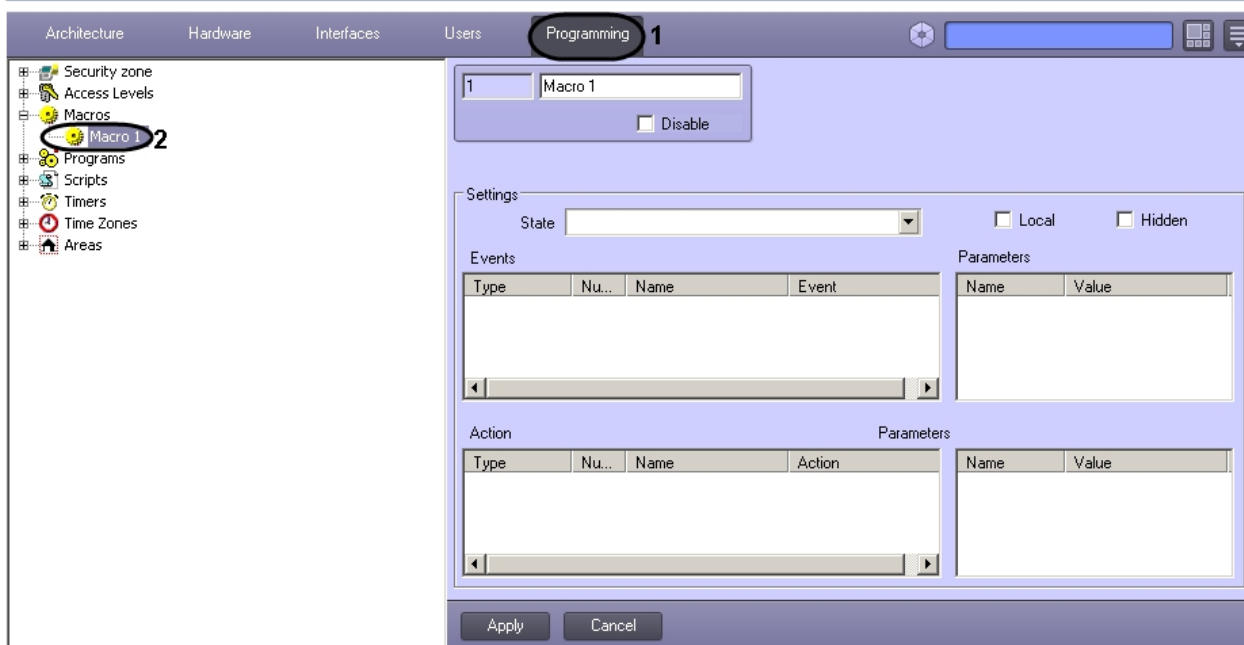 Architecture Hardware Interfaces Users Programming 1
Security zone
Access Levels
Macros
Macro 1 2
Programs
Scripts
Timers
Time Zones
Areas
1 Macro 1
Disable
Settings
State Local Hidden
Events Parameters
Type Nu... Name Event Name Value
Action Parameters
Type Nu... Name Action Name Value
Apply Cancel